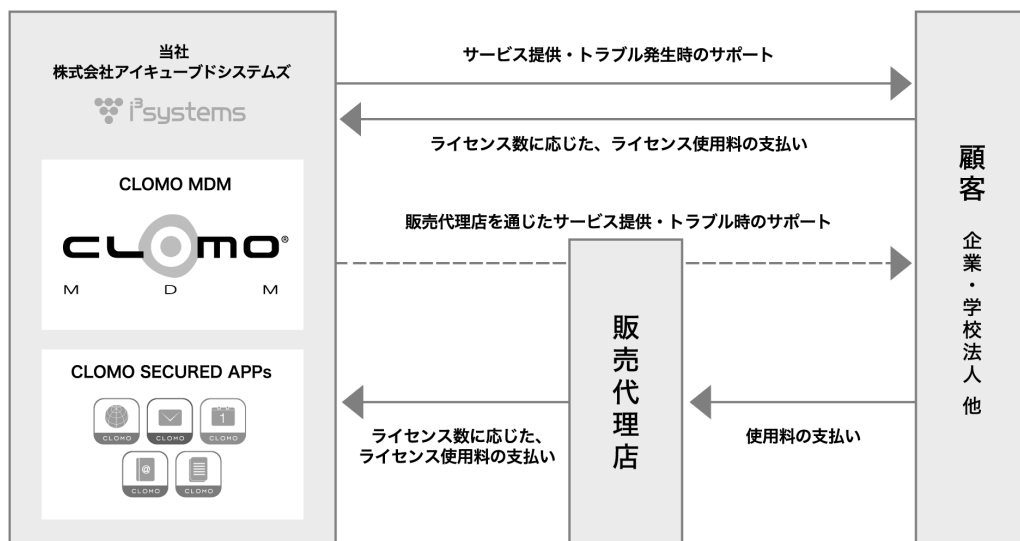 当社
株式会社アイキューブドシステムズ
i³systems
CLOMO MDM
CLOMO®
M D M
CLOMO SECURED APPs
CLOMO
CLOMO
1
CLOMO
@
CLOMO
CLOMO
サービス提供・トラブル発生時のサポート
ライセンス数に応じた、ライセンス使用料の支払い
販売代理店を通じたサービス提供・トラブル時のサポート
販売代理店
ライセンス数に応じた、
ライセンス使用料の支払い
使用料の支払い
顧客 企業・学校法人 他